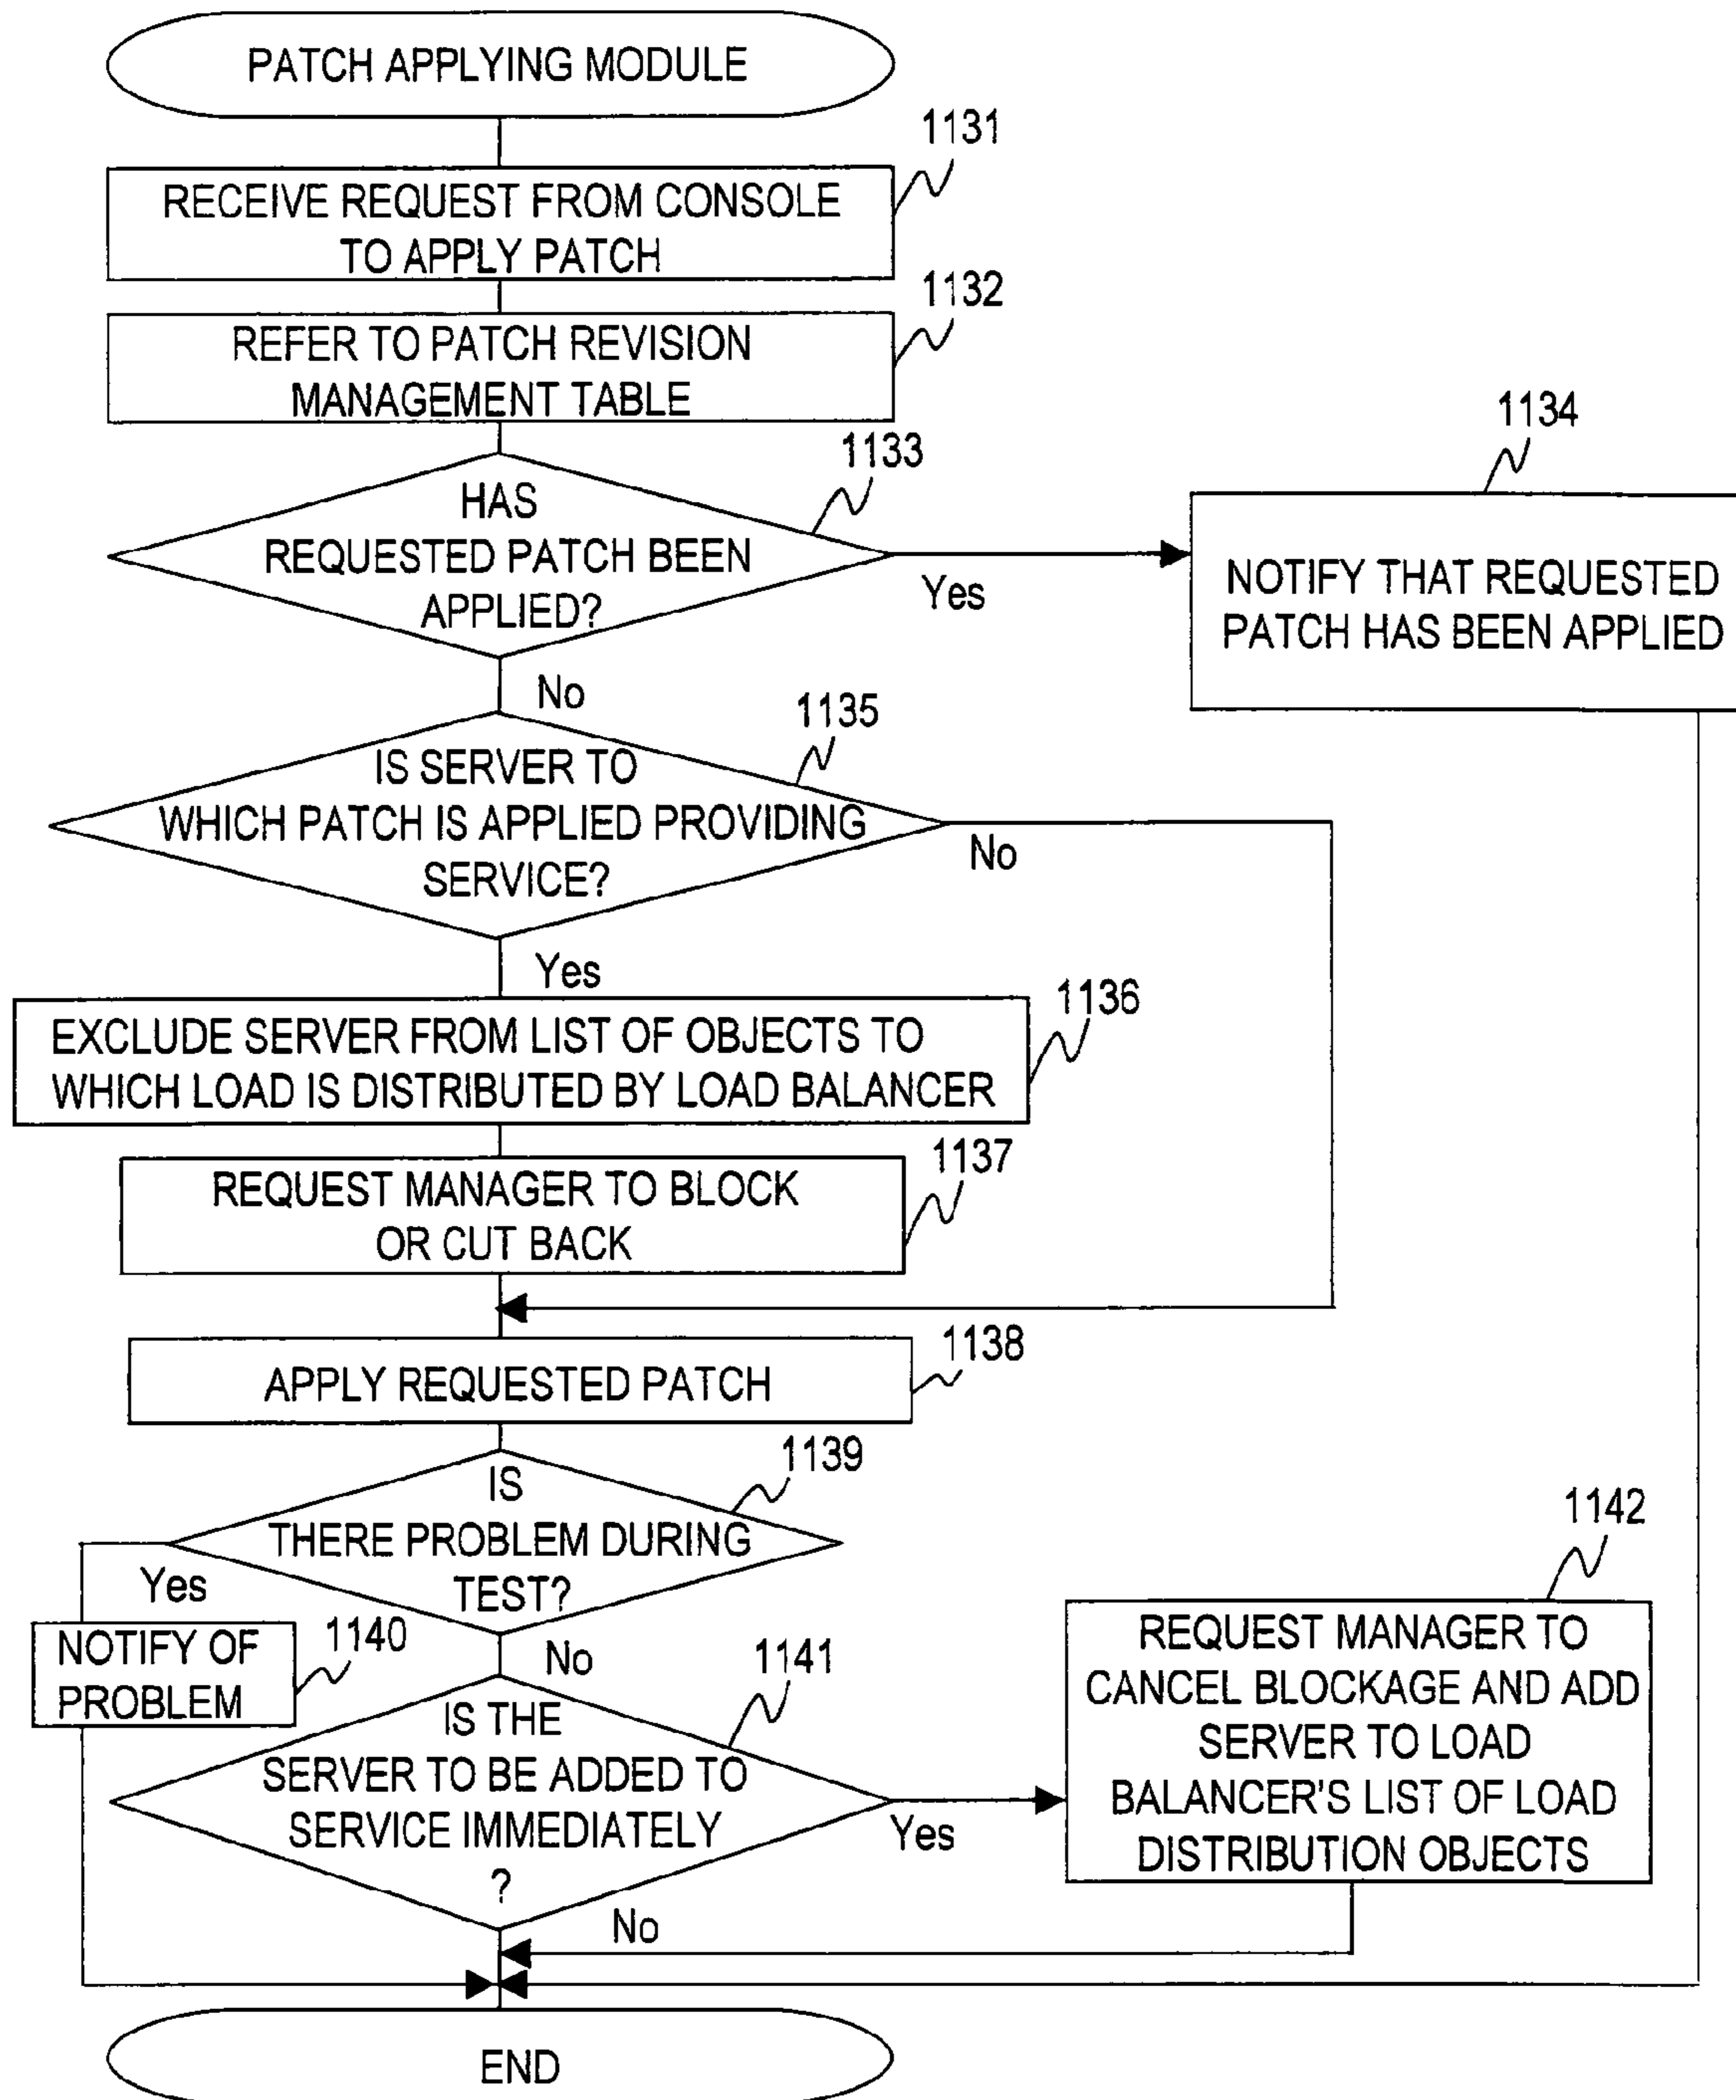 PATCH APPLYING MODULE
1131
RECEIVE REQUEST FROM CONSOLE
TO APPLY PATCH
1132
REFER TO PATCH REVISION
MANAGEMENT TABLE
1133
HAS
REQUESTED PATCH BEEN
APPLIED?
Yes
1134
NOTIFY THAT REQUESTED
PATCH HAS BEEN APPLIED
No
1135
IS SERVER TO
WHICH PATCH IS APPLIED PROVIDING
SERVICE?
No
Yes
1136
EXCLUDE SERVER FROM LIST OF OBJECTS TO
WHICH LOAD IS DISTRIBUTED BY LOAD BALANCER
1137
REQUEST MANAGER TO BLOCK
OR CUT BACK
1138
APPLY REQUESTED PATCH
1139
IS
THERE PROBLEM DURING
TEST?
Yes
1140
NOTIFY OF
PROBLEM
No
1141
IS THE
SERVER TO BE ADDED TO
SERVICE IMMEDIATELY
?
Yes
1142
REQUEST MANAGER TO
CANCEL BLOCKAGE AND ADD
SERVER TO LOAD
BALANCER'S LIST OF LOAD
DISTRIBUTION OBJECTS
No
END